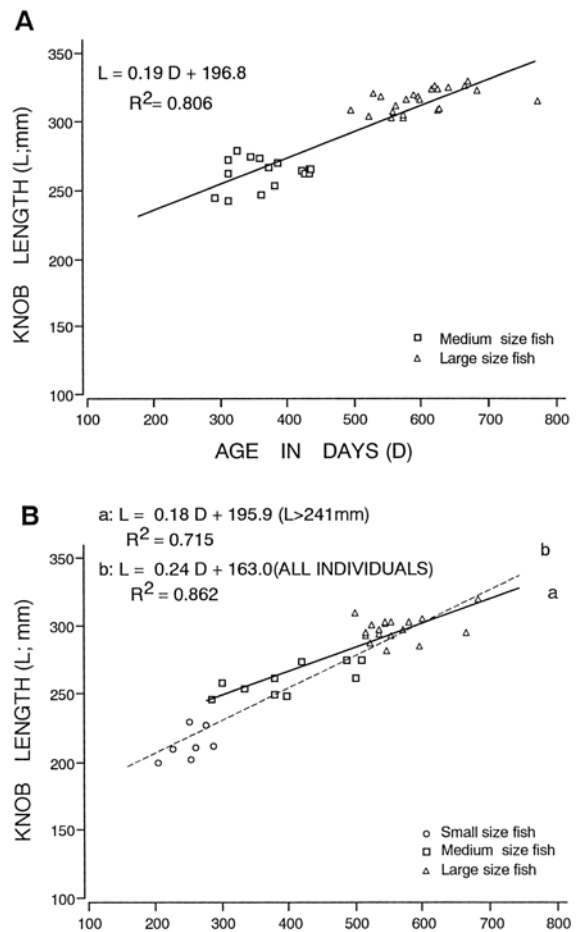 A
L = 0.19 D + 196.8
R2 = 0.806
350
300
250
200
150
100
KNOB LENGTH (L;mm)
Medium size fish
Large size fish
100 200 300 400 500 600 700 800
AGE IN DAYS (D)
B
a: L = 0.18 D + 195.9 (L>241mm)
R2 = 0.715
b: L = 0.24 D + 163.0(ALL INDIVIDUALS)
R2 = 0.862
b
a
350
300
250
200
150
100
KNOB LENGTH (L; mm)
Small size fish
Medium size fish
Large size fish
100 200 300 400 500 600 700 800